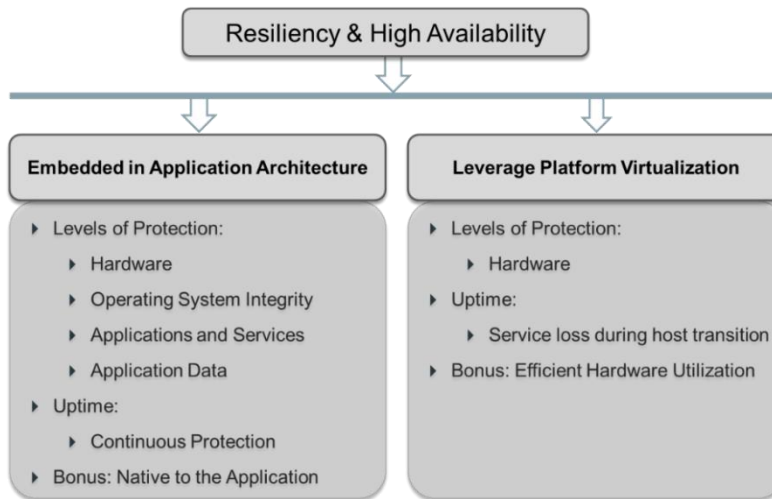 Resiliency & High Availability
Embedded in Application Architecture
Levels of Protection:
Hardware
Operating System Integrity
Applications and Services
Application Data
Uptime:
Continuous Protection
Bonus: Native to the Application
Leverage Platform Virtualization
Levels of Protection:
Hardware
Uptime:
Service loss during host transition
Bonus: Efficient Hardware Utilization